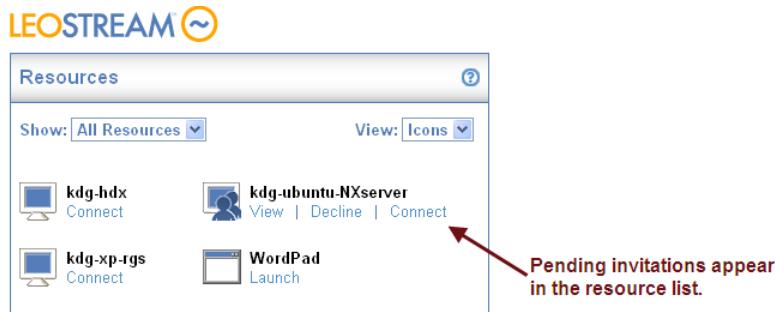 LEOSTREAM
Resources
Show: All Resources View: Icons
kdg-hdx
Connect
kdg-ubuntu-NXserver
View | Decline | Connect
kdg-xp-rgs
Connect
WordPad
Launch
Pending invitations appear
in the resource list.